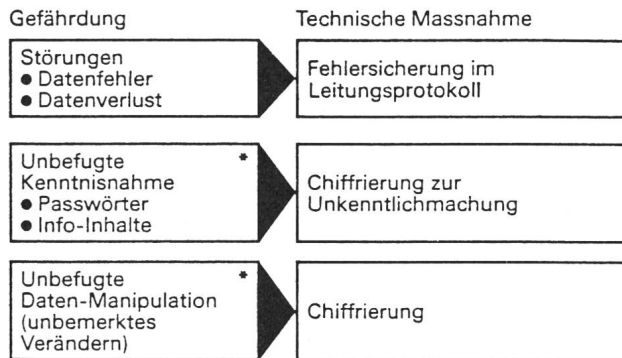 Gefährdung
Technische Massnahme
Störungen
● Datenfehler
● Datenverlust
Fehlersicherung im
Leitungsprotokoll
Unbefugte *
Kenntnisnahme
● Passwörter
● Info-Inhalte
Chiffrierung zur
Unkenntlichmachung
Unbefugte *
Daten-Manipulation
(unbemerktes
Verändern)
Chiffrierung